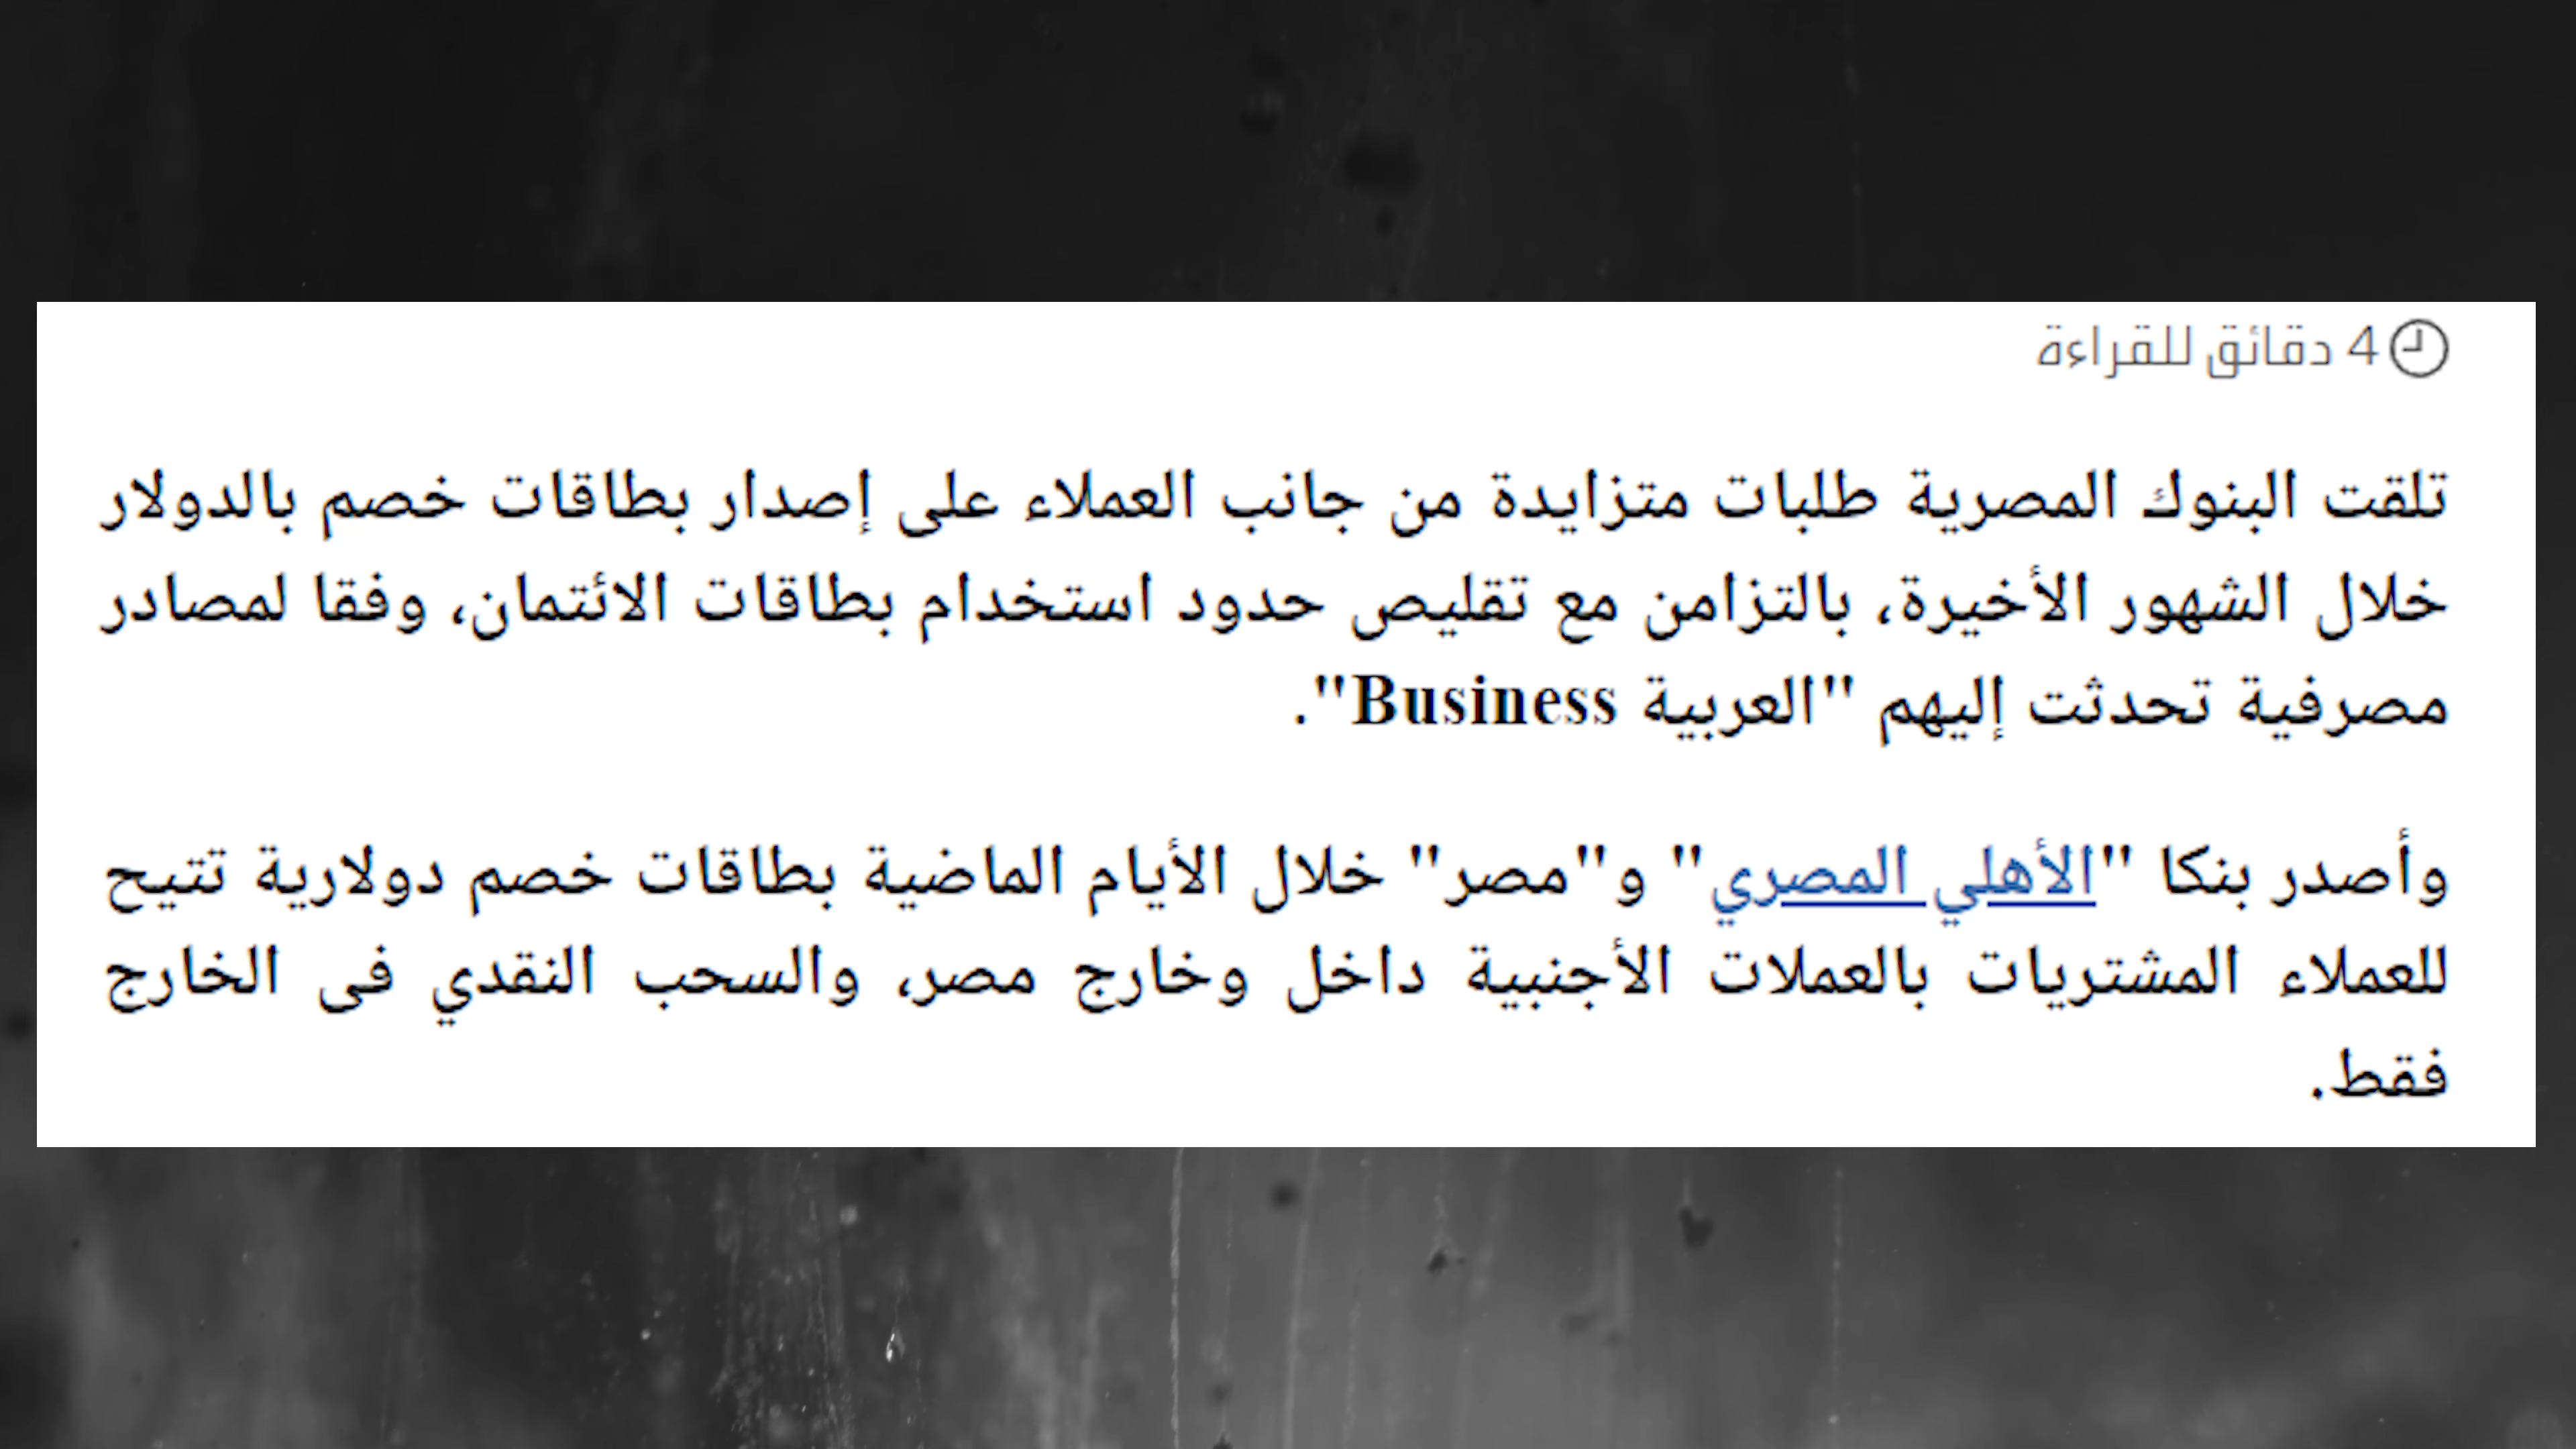 4 دقائق للقراءة
تلقت البنوك المصرية طلبات متزايدة من جانب العملاء على إصدار بطاقات خصم بالدولار
خلال الشهور الأخيرة، بالتزامن مع تقليص حدود استخدام بطاقات الائتمان، وفقا لمصادر
مصرفية تحدثت إليهم "العربية Business".
وأصدر بنكا "الأهلي المصري" و"مصر" خلال الأيام الماضية بطاقات خصم دولارية تتيح
للعملاء المشتريات بالعملات الأجنبية داخل وخارج مصر، والسحب النقدي فى الخارج
فقط.